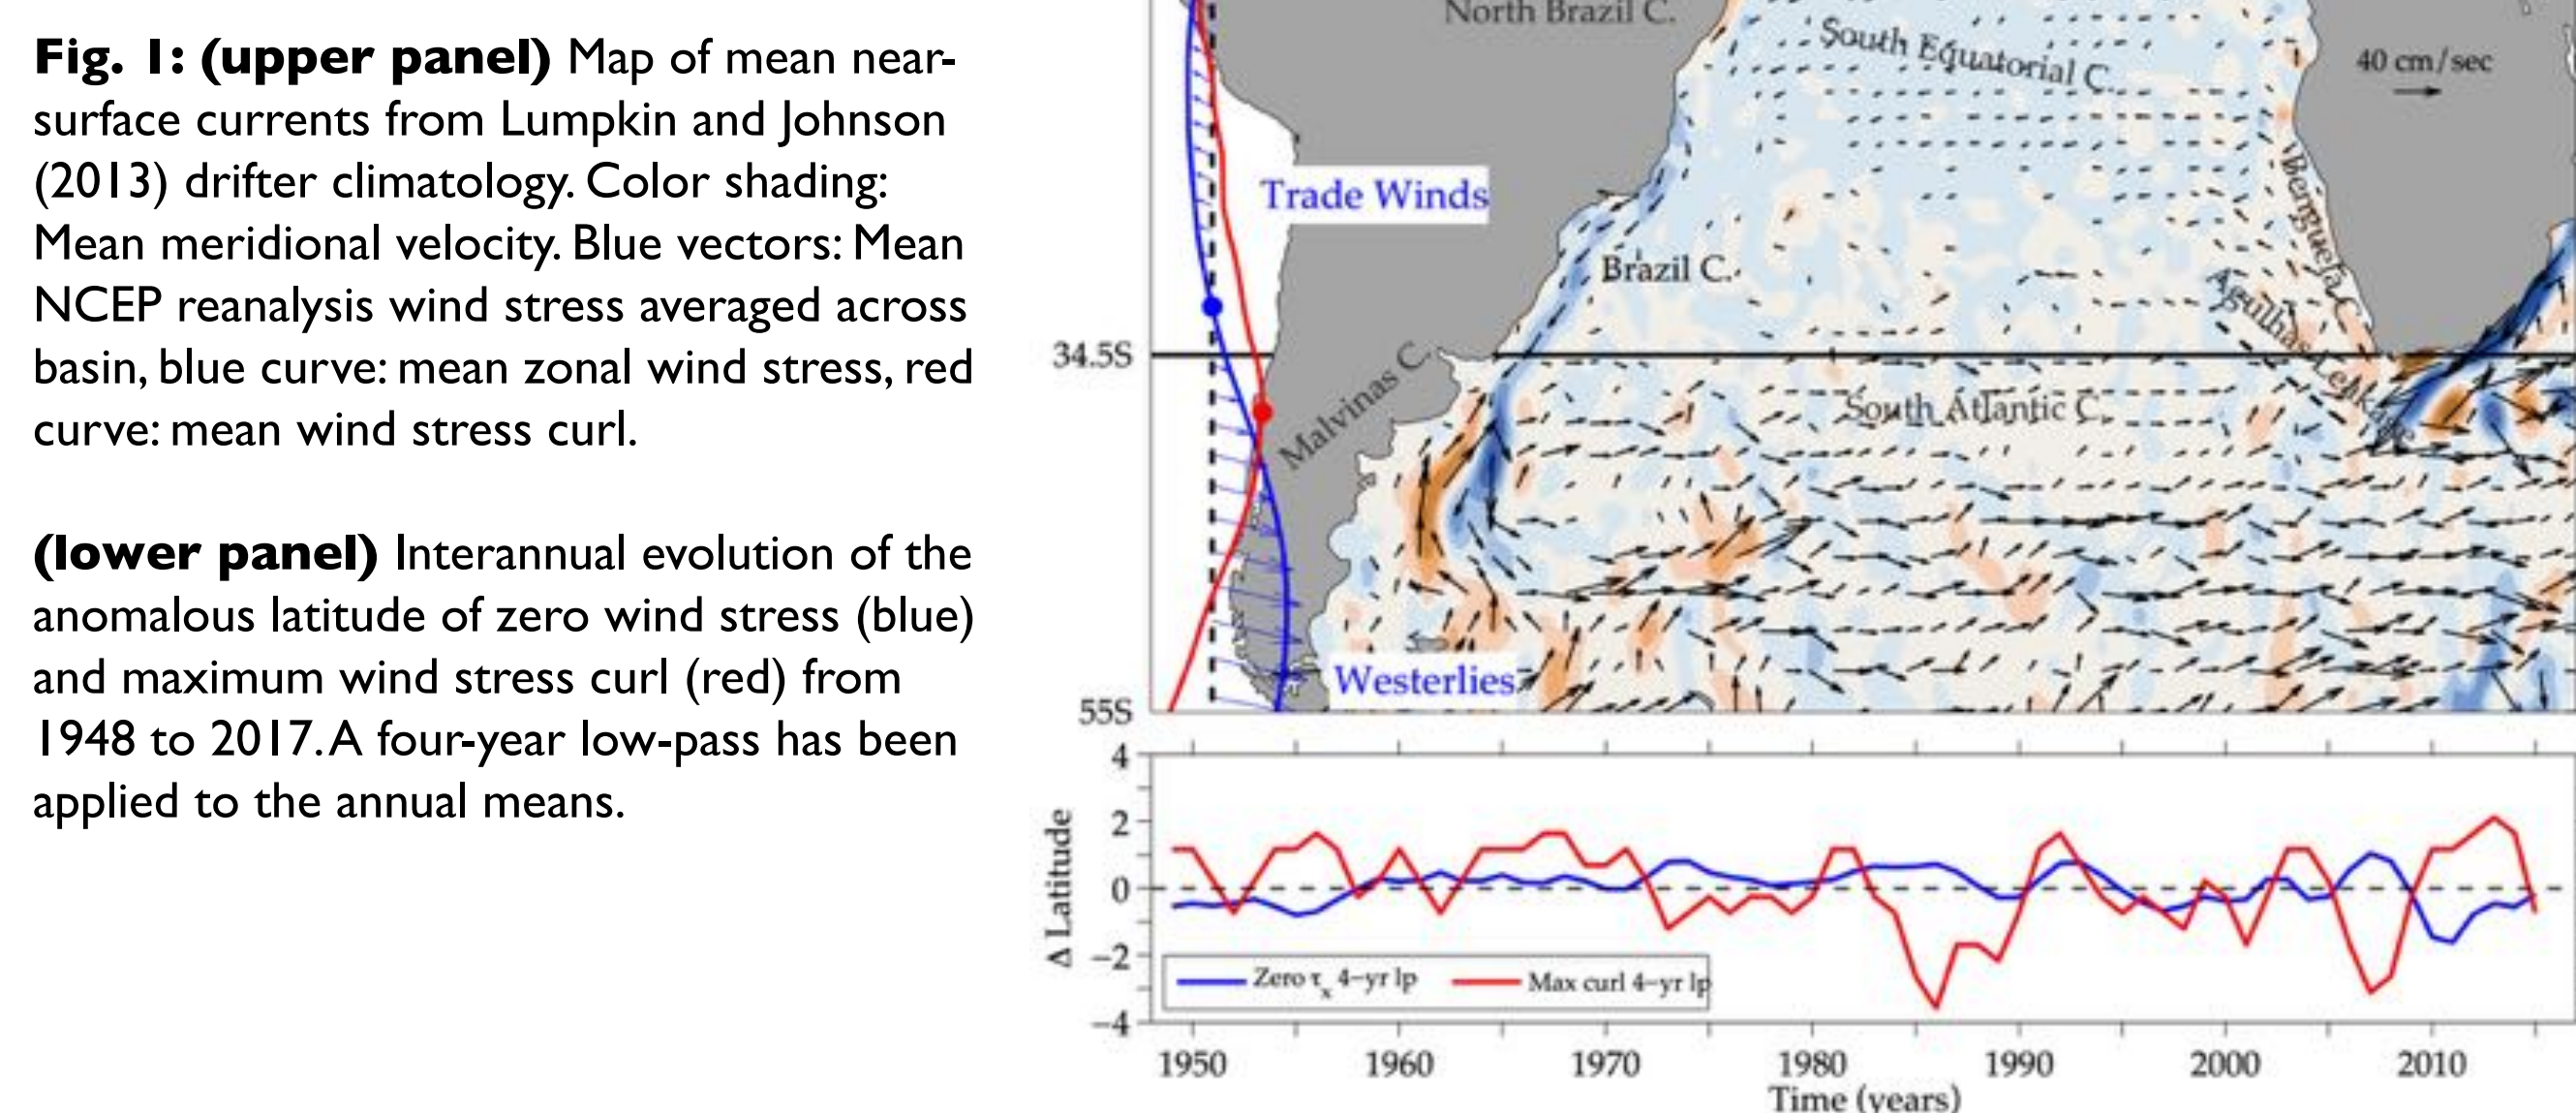 Fig. 1: (upper panel) Map of mean near-
surface currents from Lumpkin and Johnson
(2013) drifter climatology. Color shading:
Mean meridional velocity. Blue vectors: Mean
NCEP reanalysis wind stress averaged across
basin, blue curve: mean zonal wind stress, red
curve: mean wind stress curl.
(lower panel) Interannual evolution of the
anomalous latitude of zero wind stress (blue)
and maximum wind stress curl (red) from
1948 to 2017. A four-year low-pass has been
applied to the annual means.
North Brazil C.
South Equatorial C.
40 cm/sec
Trade Winds
Benguela C.
Brazil C.
Agulhas Leakage
34.5S
Malvinas C.
South Atlantic C.
Westerlies
55S
4
2
0
−2
−4
Δ Latitude
Zero τx 4−yr lp
Max curl 4−yr lp
1950
1960
1970
1980
1990
2000
2010
Time (years)